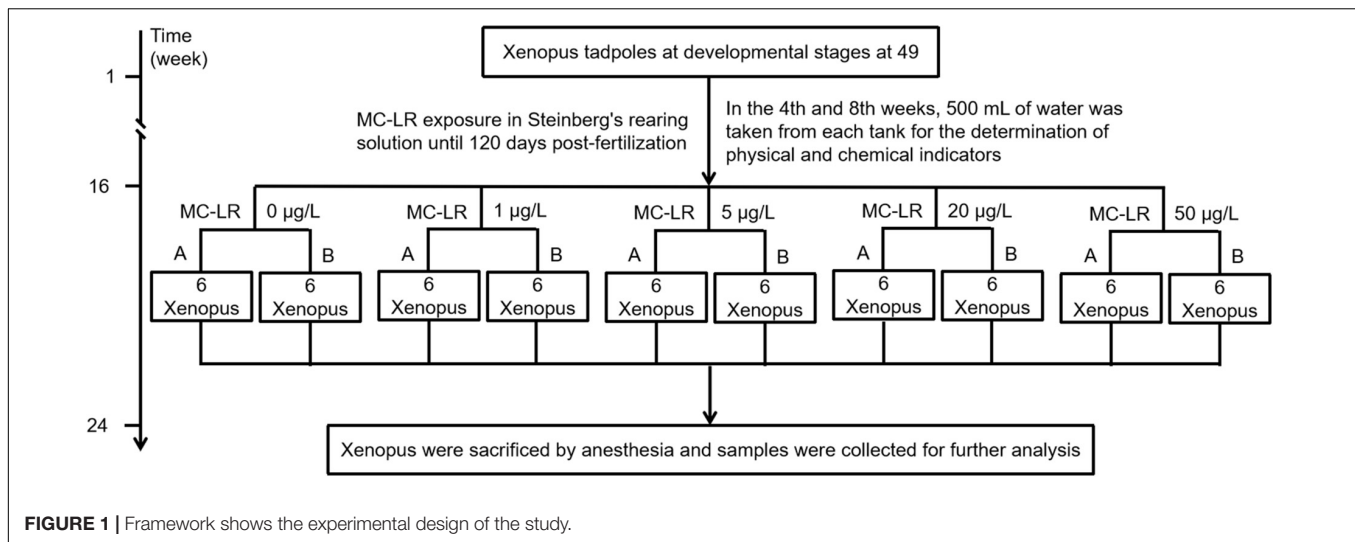 Time
(week)
1
Xenopus tadpoles at developmental stages at 49
MC-LR exposure in Steinberg's rearing
solution until 120 days post-fertilization
In the 4th and 8th weeks, 500 mL of water was
taken from each tank for the determination of
physical and chemical indicators
16
MC-LR 0 µg/L MC-LR 1 µg/L MC-LR 5 µg/L MC-LR 20 µg/L MC-LR 50 µg/L
A B A B A B A B A B
6 6 6 6 6 6 6 6 6 6
Xenopus Xenopus Xenopus Xenopus Xenopus Xenopus Xenopus Xenopus Xenopus Xenopus
24
Xenopus were sacrificed by anesthesia and samples were collected for further analysis
FIGURE 1 | Framework shows the experimental design of the study.